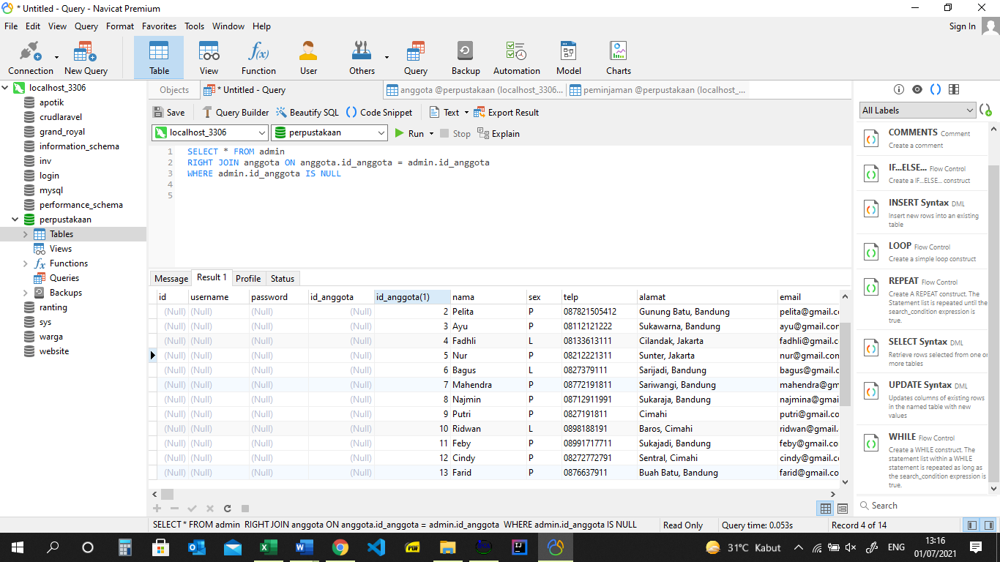 * Untitled - Query - Navicat Premium
File Edit View Query Format Favorites Tools Window Help Sign In
Connection New Query Table View Function User Others Query Backup Automation Model Charts
localhost_3306
apotik
crudlaravel
grand_royal
information_schema
inv
login
mysql
performance_schema
perpustakaan
Tables
Views
Functions
Queries
Backups
ranting
sys
warga
website
Objects * Untitled - Query anggota @perpustakaan (localhost_3306... peminjaman @perpustakaan (localhost_...
Save Query Builder Beautify SQL Code Snippet Text Export Result
localhost_3306 perpustakaan Run Stop Explain
1 SELECT * FROM admin
2 RIGHT JOIN anggota ON anggota.id_anggota = admin.id_anggota
3 WHERE admin.id_anggota IS NULL
4
5
Message Result 1 Profile Status
id username password id_anggota id_anggota(1) nama sex telp alamat email
(Null) (Null) (Null) (Null) 2 Pelita P 087821505412 Gunung Batu, Bandung pelita@gmail.co
(Null) (Null) (Null) (Null) 3 Ayu P 08112121222 Sukawarna, Bandung ayu@gmail.con
(Null) (Null) (Null) (Null) 4 Fadhli L 08133613111 Cilandak, Jakarta fadhli@gmail.c
(Null) (Null) (Null) (Null) 5 Nur P 08212221311 Sunter, Jakarta nur@gmail.con
(Null) (Null) (Null) (Null) 6 Bagus L 0827379111 Sarijadi, Bandung bagus@gmail.c
(Null) (Null) (Null) (Null) 7 Mahendra P 08772191811 Sariwangi, Bandung mahendra@gm
(Null) (Null) (Null) (Null) 8 Najmin P 08712911991 Sukaraja, Bandung najmina@gmai
(Null) (Null) (Null) (Null) 9 Putri P 0827191811 Cimahi putri@gmail.co
(Null) (Null) (Null) (Null) 10 Ridwan L 0898188191 Baros, Cimahi ridwan@gmail.
(Null) (Null) (Null) (Null) 11 Feby P 08991717711 Sukajadi, Bandung feby@gmail.co
(Null) (Null) (Null) (Null) 12 Cindy P 08272772791 Sentral, Cimahi cindy@gmail.c
(Null) (Null) (Null) (Null) 13 Farid P 0876637911 Buah Batu, Bandung farid@gmail.co
All Labels
COMMENTS Comment
Create a comment
IF...ELSE... Flow Control
Create a IF...ELSE... construct
INSERT Syntax DML
Insert new rows into an existing
table
LOOP Flow Control
Create a simple loop construct
REPEAT Flow Control
Create A REPEAT construct. The
Statement list is repeated until the
search_condition expression is
true.
SELECT Syntax DML
Retrieve rows selected from one or
more tables
UPDATE Syntax DML
Updates columns of existing rows
in the named table with new
values
WHILE Flow Control
Create a WHILE construct. The
statement list within a WHILE
statement is repeated as long as
the search_condition expression is
true.
Search
SELECT * FROM admin RIGHT JOIN anggota ON anggota.id_anggota = admin.id_anggota WHERE admin.id_anggota IS NULL Read Only Query time: 0.053s Record 4 of 14
31°C Kabut ENG 13:16
01/07/2021